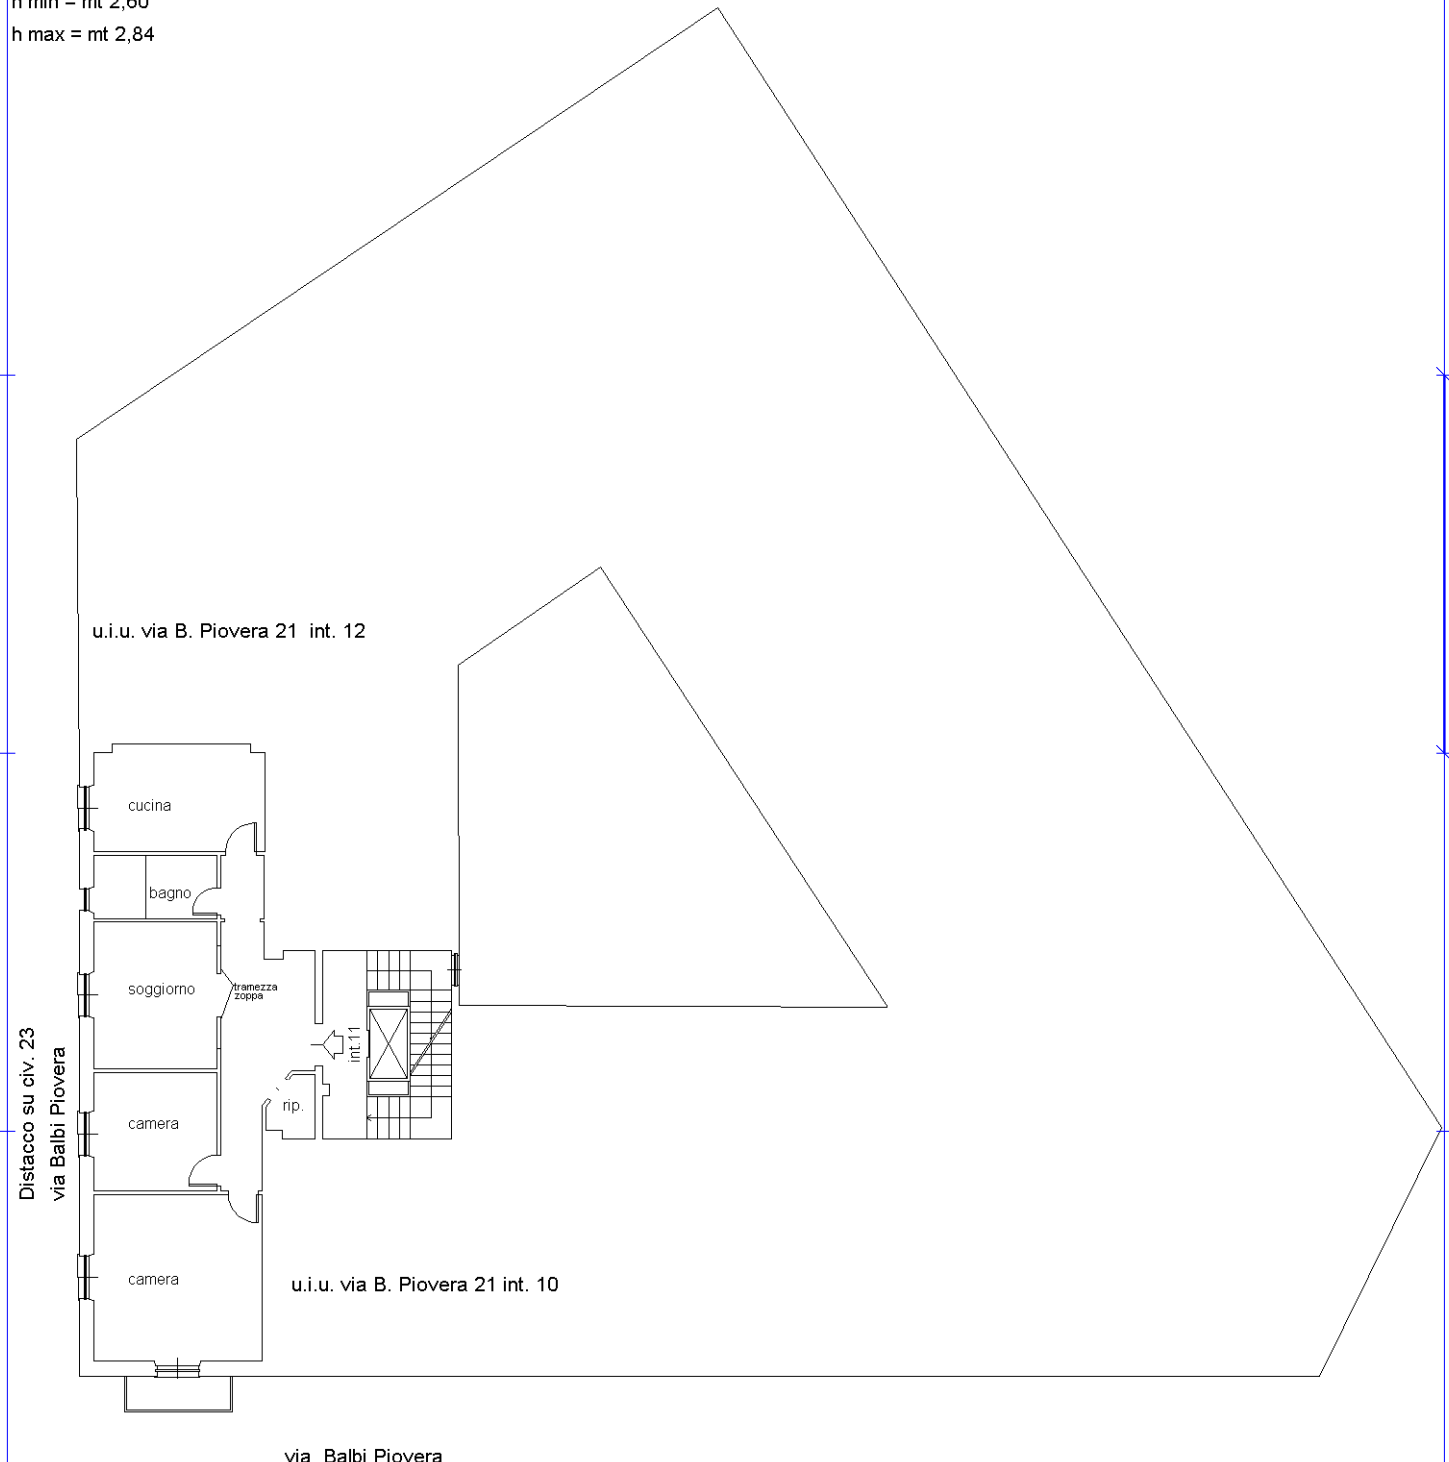 h min = mt 2,60
h max = mt 2,84
u.i.u. via B. Piovera 21 int. 12
cucina
bagno
soggiorno
tramezza
zoppa
int.11
rip.
camera
Distacco su civ. 23
via Balbi Piovera
camera
u.i.u. via B. Piovera 21 int. 10
via Balbi Piovera